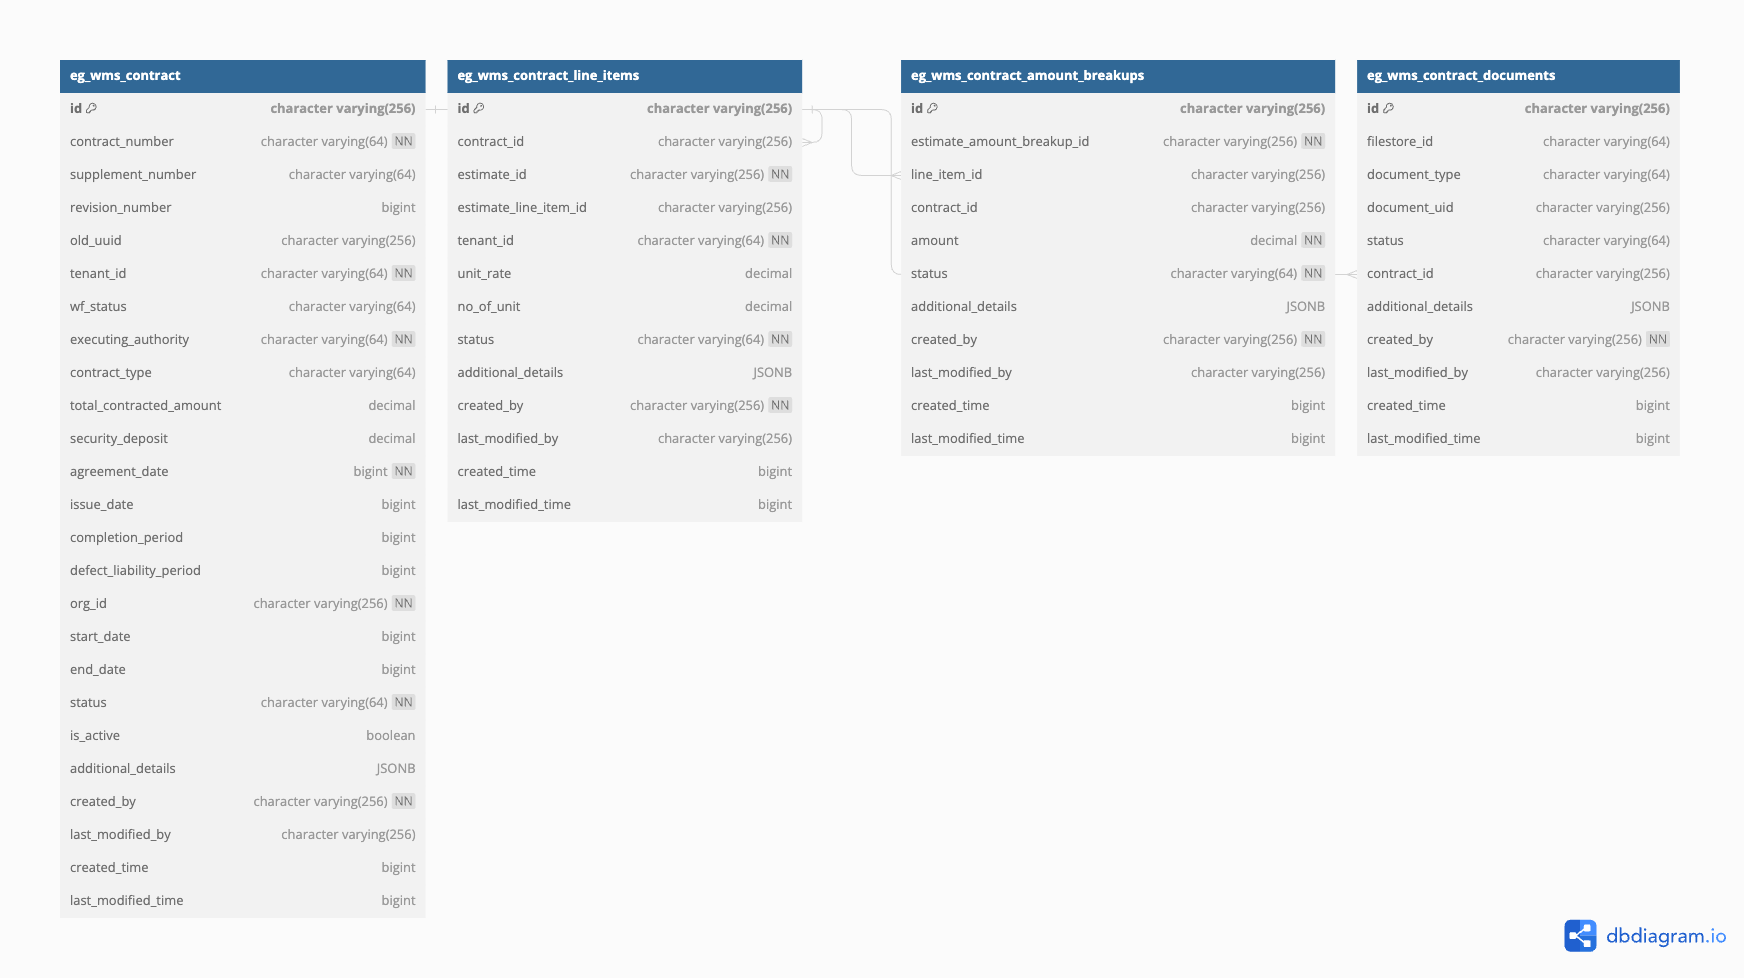 eg_wms_contract
id character varying(256)
contract_number character varying(64) NN
supplement_number character varying(64)
revision_number bigint
old_uuid character varying(256)
tenant_id character varying(64) NN
wf_status character varying(64)
executing_authority character varying(64) NN
contract_type character varying(64)
total_contracted_amount decimal
security_deposit decimal
agreement_date bigint NN
issue_date bigint
completion_period bigint
defect_liability_period bigint
org_id character varying(256) NN
start_date bigint
end_date bigint
status character varying(64) NN
is_active boolean
additional_details JSONB
created_by character varying(256) NN
last_modified_by character varying(256)
created_time bigint
last_modified_time bigint
eg_wms_contract_line_items
id character varying(256)
contract_id character varying(256)
estimate_id character varying(256) NN
estimate_line_item_id character varying(256)
tenant_id character varying(64) NN
unit_rate decimal
no_of_unit decimal
status character varying(64) NN
additional_details JSONB
created_by character varying(256) NN
last_modified_by character varying(256)
created_time bigint
last_modified_time bigint
eg_wms_contract_amount_breakups
id character varying(256)
estimate_amount_breakup_id character varying(256) NN
line_item_id character varying(256)
contract_id character varying(256)
amount decimal NN
status character varying(64) NN
additional_details JSONB
created_by character varying(256) NN
last_modified_by character varying(256)
created_time bigint
last_modified_time bigint
eg_wms_contract_documents
id character varying(256)
filestore_id character varying(64)
document_type character varying(64)
document_uid character varying(256)
status character varying(64)
contract_id character varying(256)
additional_details JSONB
created_by character varying(256) NN
last_modified_by character varying(256)
created_time bigint
last_modified_time bigint
dbdiagram.io